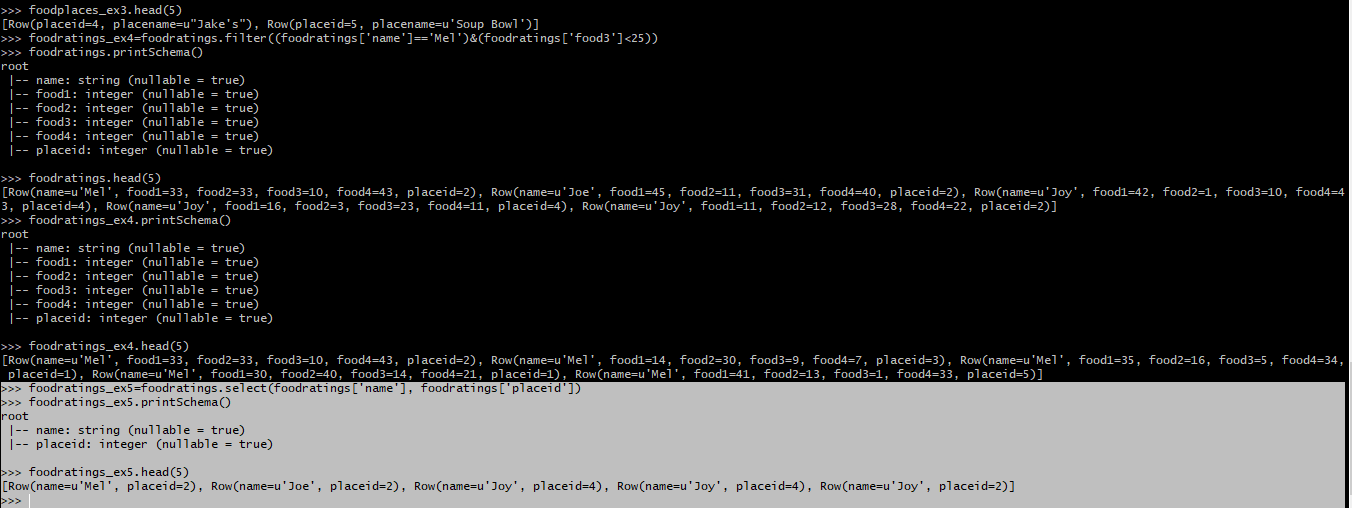 >>> foodplaces_ex3.head(5)
[Row(placeid=4, placename=u"Jake's"), Row(placeid=5, placename=u'Soup Bowl')]
>>> foodratings_ex4=foodratings.filter((foodratings['name']=='Mel')&(foodratings['food3']<25))
>>> foodratings.printSchema()
root
 |-- name: string (nullable = true)
 |-- food1: integer (nullable = true)
 |-- food2: integer (nullable = true)
 |-- food3: integer (nullable = true)
 |-- food4: integer (nullable = true)
 |-- placeid: integer (nullable = true)

>>> foodratings.head(5)
[Row(name=u'Mel', food1=33, food2=33, food3=10, food4=43, placeid=2), Row(name=u'Joe', food1=45, food2=11, food3=31, food4=40, placeid=2), Row(name=u'Joy', food1=42, food2=1, food3=10, food4=4
3, placeid=4), Row(name=u'Joy', food1=16, food2=3, food3=23, food4=11, placeid=4), Row(name=u'Joy', food1=11, food2=12, food3=28, food4=22, placeid=2)]
>>> foodratings_ex4.printSchema()
root
 |-- name: string (nullable = true)
 |-- food1: integer (nullable = true)
 |-- food2: integer (nullable = true)
 |-- food3: integer (nullable = true)
 |-- food4: integer (nullable = true)
 |-- placeid: integer (nullable = true)

>>> foodratings_ex4.head(5)
[Row(name=u'Mel', food1=33, food2=33, food3=10, food4=43, placeid=2), Row(name=u'Mel', food1=14, food2=30, food3=9, food4=7, placeid=3), Row(name=u'Mel', food1=35, food2=16, food3=5, food4=34,
 placeid=1), Row(name=u'Mel', food1=30, food2=40, food3=14, food4=21, placeid=1), Row(name=u'Mel', food1=41, food2=13, food3=1, food4=33, placeid=5)]
>>> foodratings_ex5=foodratings.select(foodratings['name'], foodratings['placeid'])
>>> foodratings_ex5.printSchema()
root
 |-- name: string (nullable = true)
 |-- placeid: integer (nullable = true)

>>> foodratings_ex5.head(5)
[Row(name=u'Mel', placeid=2), Row(name=u'Joe', placeid=2), Row(name=u'Joy', placeid=4), Row(name=u'Joy', placeid=4), Row(name=u'Joy', placeid=2)]
>>>